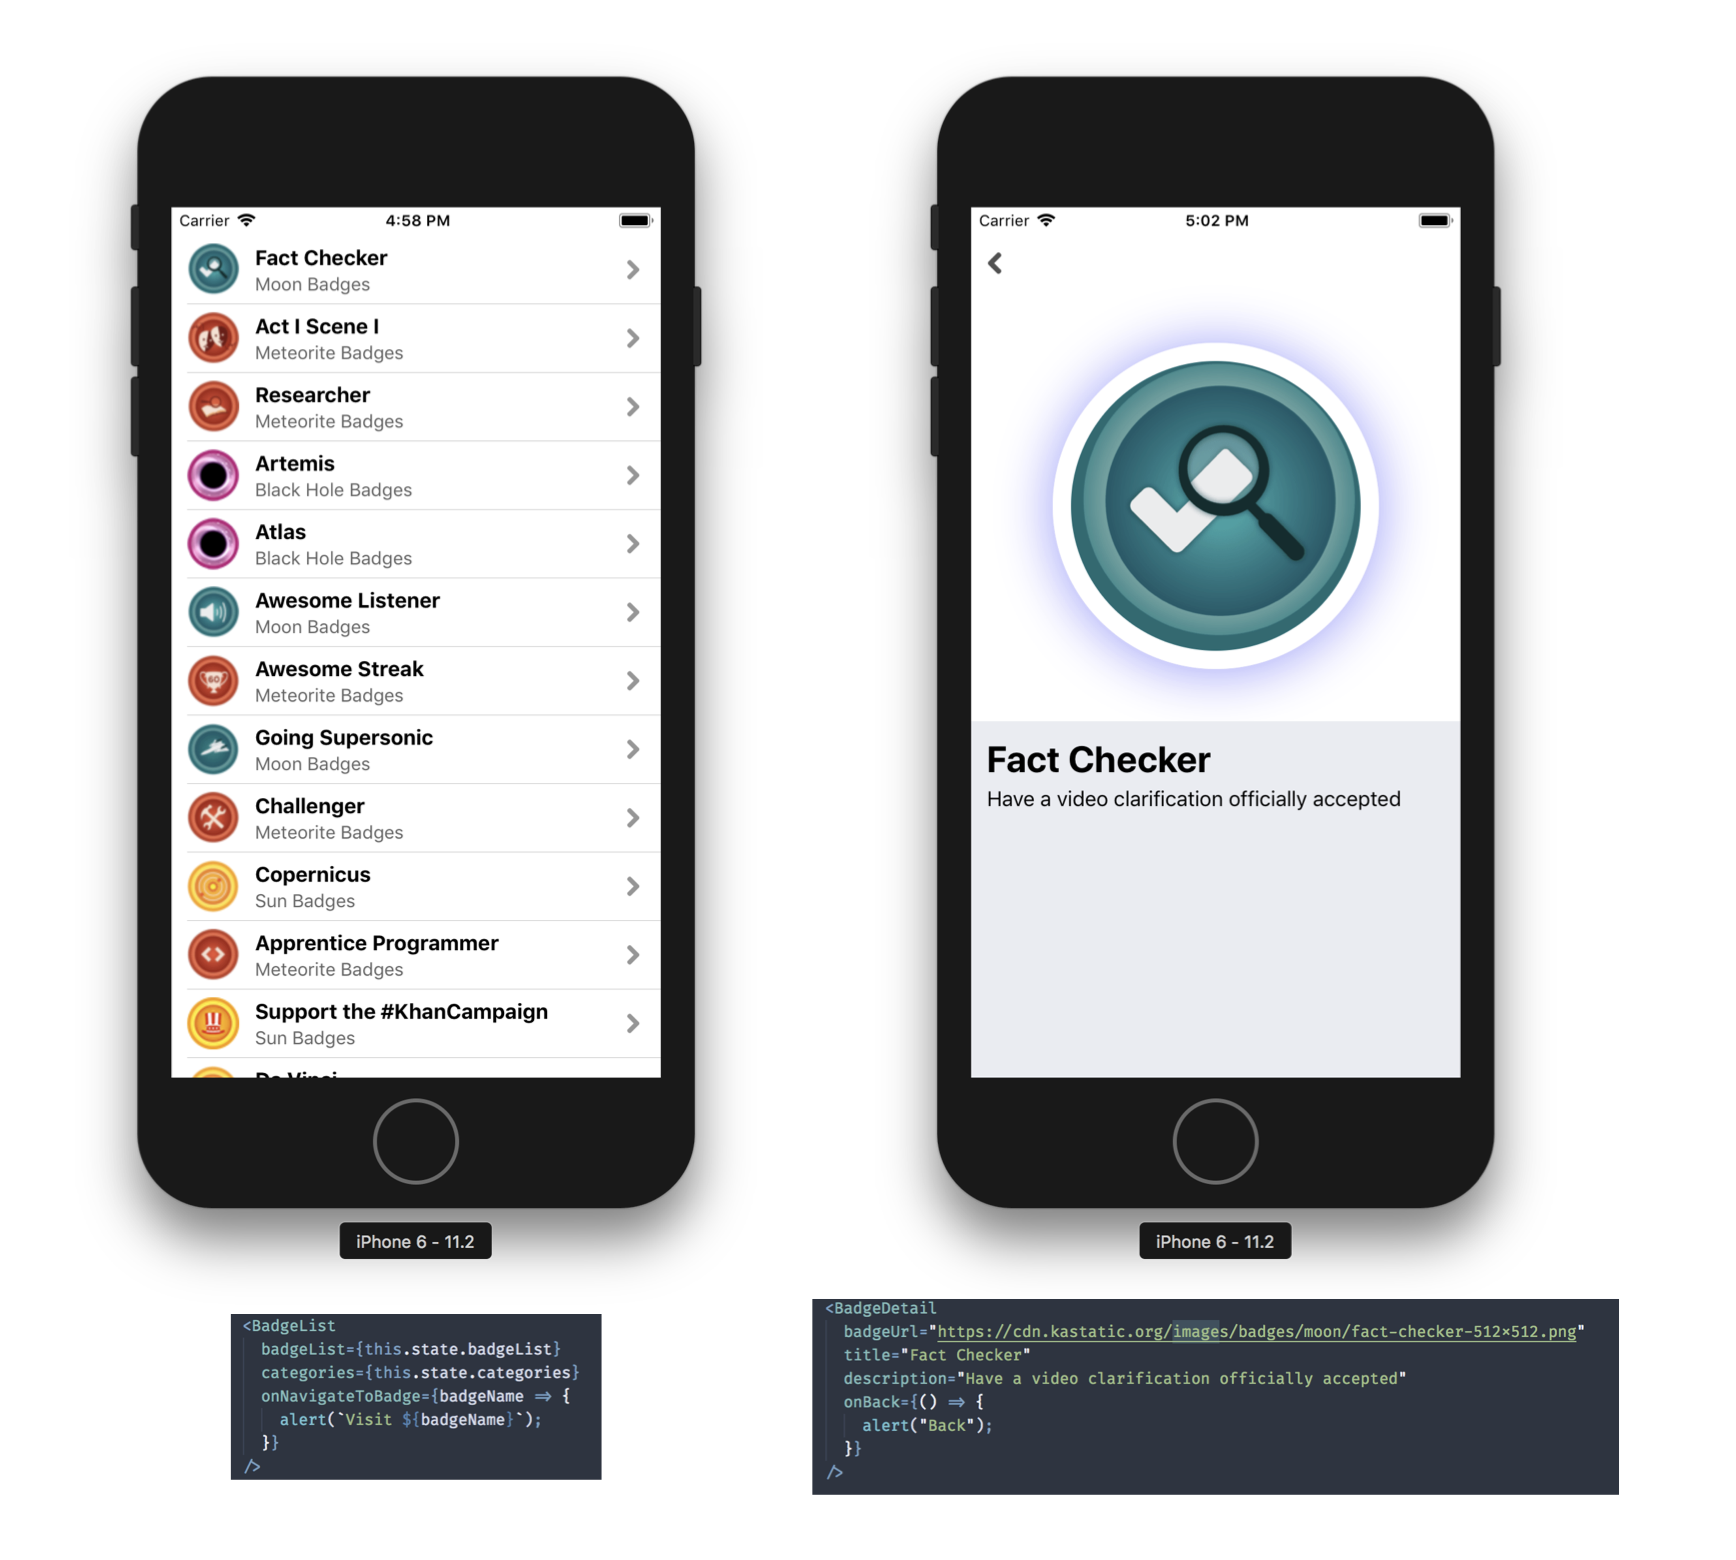 Carrier 4:58 PM
Fact Checker
Moon Badges
Act I Scene I
Meteorite Badges
Researcher
Meteorite Badges
Artemis
Black Hole Badges
Atlas
Black Hole Badges
Awesome Listener
Moon Badges
Awesome Streak
Meteorite Badges
Going Supersonic
Moon Badges
Challenger
Meteorite Badges
Copernicus
Sun Badges
Apprentice Programmer
Meteorite Badges
Support the #KhanCampaign
Sun Badges
Da Vinci
iPhone 6 - 11.2
<BadgeList
badgeList={this.state.badgeList}
categories={this.state.categories}
onNavigateToBadge={badgeName => {
alert(`Visit ${badgeName}`);
}}
/>
Carrier 5:02 PM
Fact Checker
Have a video clarification officially accepted
iPhone 6 - 11.2
<BadgeDetail
badgeUrl="https://cdn.kastatic.org/images/badges/moon/fact-checker-512×512.png"
title="Fact Checker"
description="Have a video clarification officially accepted"
onBack={() => {
alert("Back");
}}
/>